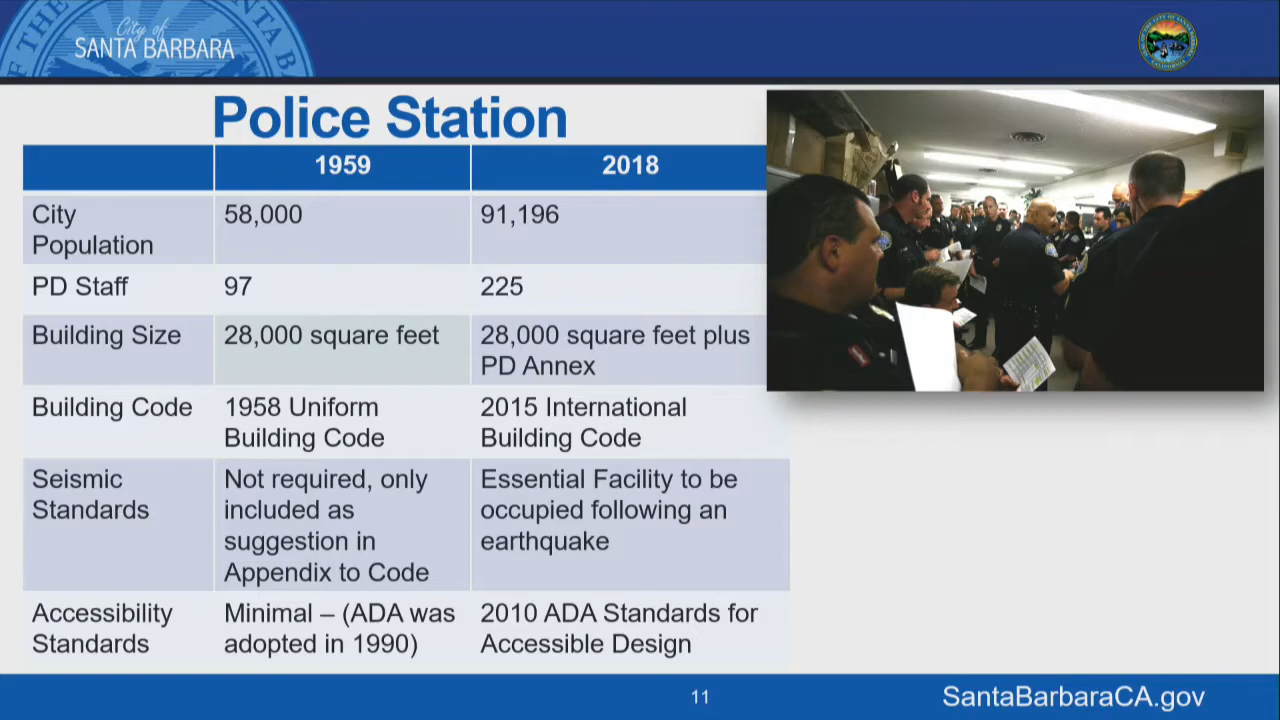 City of
SANTA BARBARA
Police Station
1959
2018
City
Population
58,000
91,196
PD Staff
97
225
Building Size
28,000 square feet
28,000 square feet plus
PD Annex
Building Code
1958 Uniform
Building Code
2015 International
Building Code
Seismic
Standards
Not required, only
included as
suggestion in
Appendix to Code
Essential Facility to be
occupied following an
earthquake
Accessibility
Standards
Minimal – (ADA was
adopted in 1990)
2010 ADA Standards for
Accessible Design
11
SantaBarbaraCA.gov